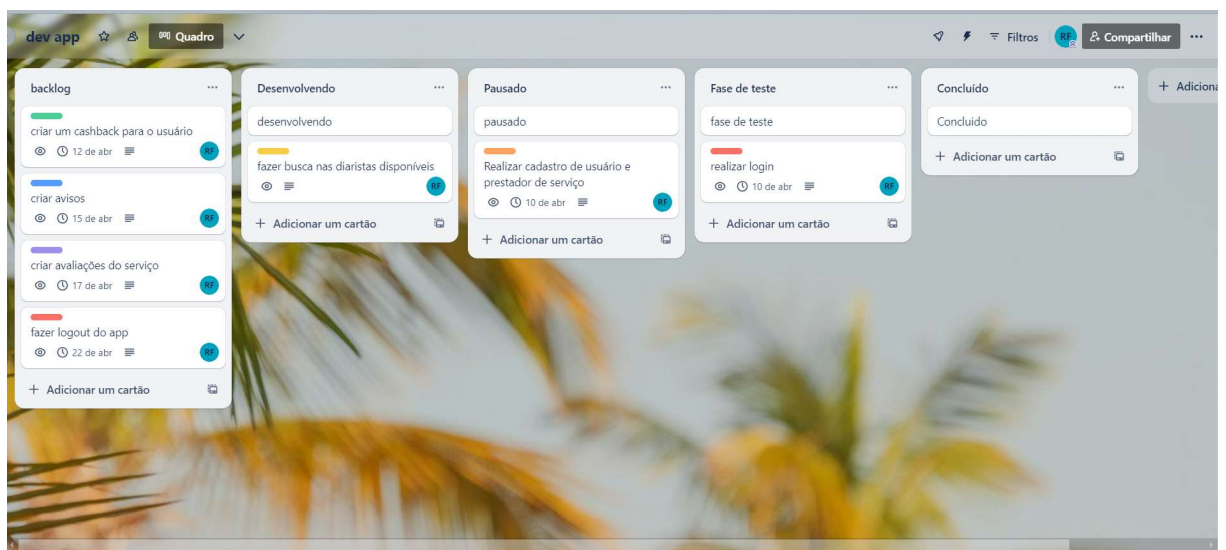 dev app
Quadro
Filtros
RF
Compartilhar
backlog
criar um cashback para o usuário
12 de abr
RF
criar avisos
15 de abr
RF
criar avaliações do serviço
17 de abr
RF
fazer logout do app
22 de abr
RF
+ Adicionar um cartão
Desenvolvendo
desenvolvendo
fazer busca nas diaristas disponíveis
RF
+ Adicionar um cartão
Pausado
pausado
Realizar cadastro de usuário e
prestador de serviço
10 de abr
RF
+ Adicionar um cartão
Fase de teste
fase de teste
realizar login
10 de abr
RF
+ Adicionar um cartão
Concluído
Concluido
+ Adicionar um cartão
+ Adiciona